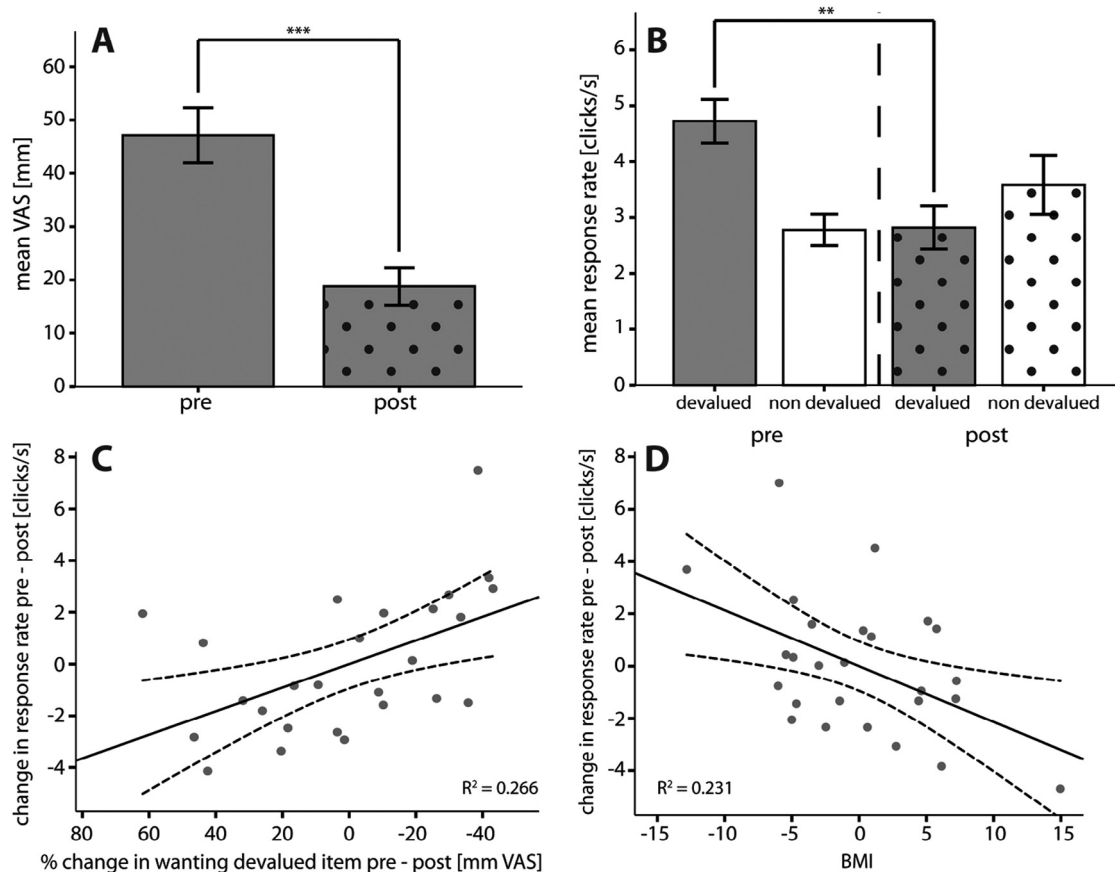 A
***
mean VAS [mm]
60
50
40
30
20
10
0
pre
post
B
**
mean response rate [clicks/s]
6
5
4
3
2
1
0
devalued
non devalued
devalued
non devalued
pre
post
C
change in response rate pre - post [clicks/s]
8
6
4
2
0
-2
-4
R² = 0.266
80
60
40
20
0
-20
-40
% change in wanting devalued item pre - post [mm VAS]
D
change in response rate pre - post [clicks/s]
8
6
4
2
0
-2
-4
R² = 0.231
-15
-10
-5
0
5
10
15
BMI